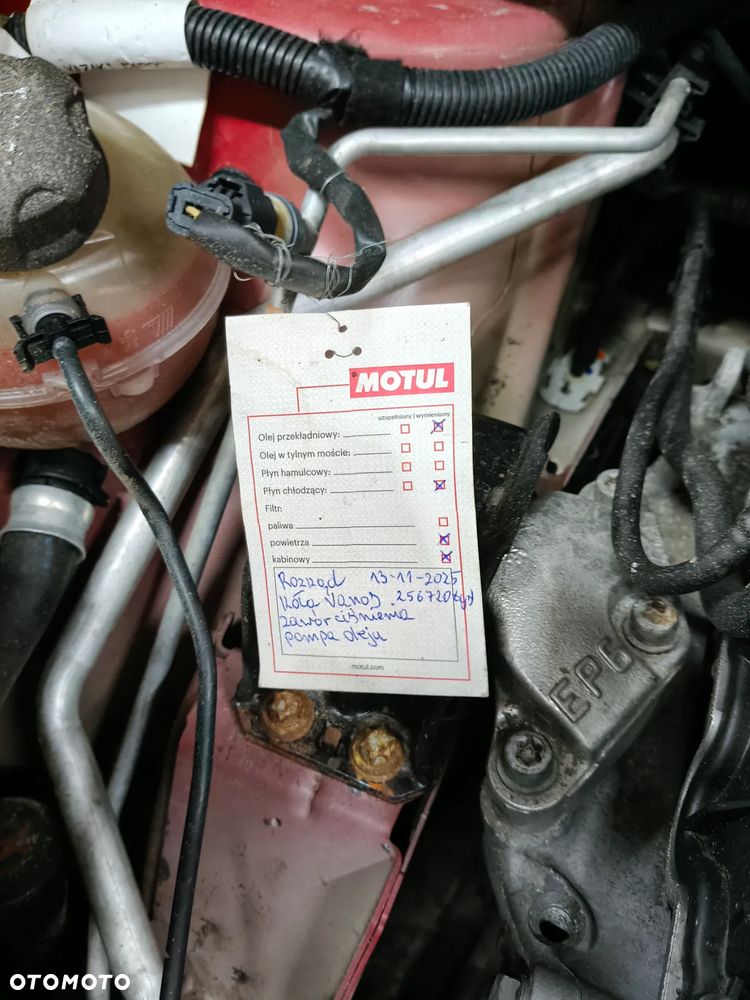 MOTUL
uzupełniony | wymieniony
Olej przekładniowy:
Olej w tylnym moście:
Płyn hamulcowy:
Płyn chłodzący:
Filtr:
paliwa
powietrza
kabinowy
Rozrząd 13-11-2025
Koła Vanos 256720
zawór ciśnienia
pompa oleju
motul.com
EP6
OTOMOTO